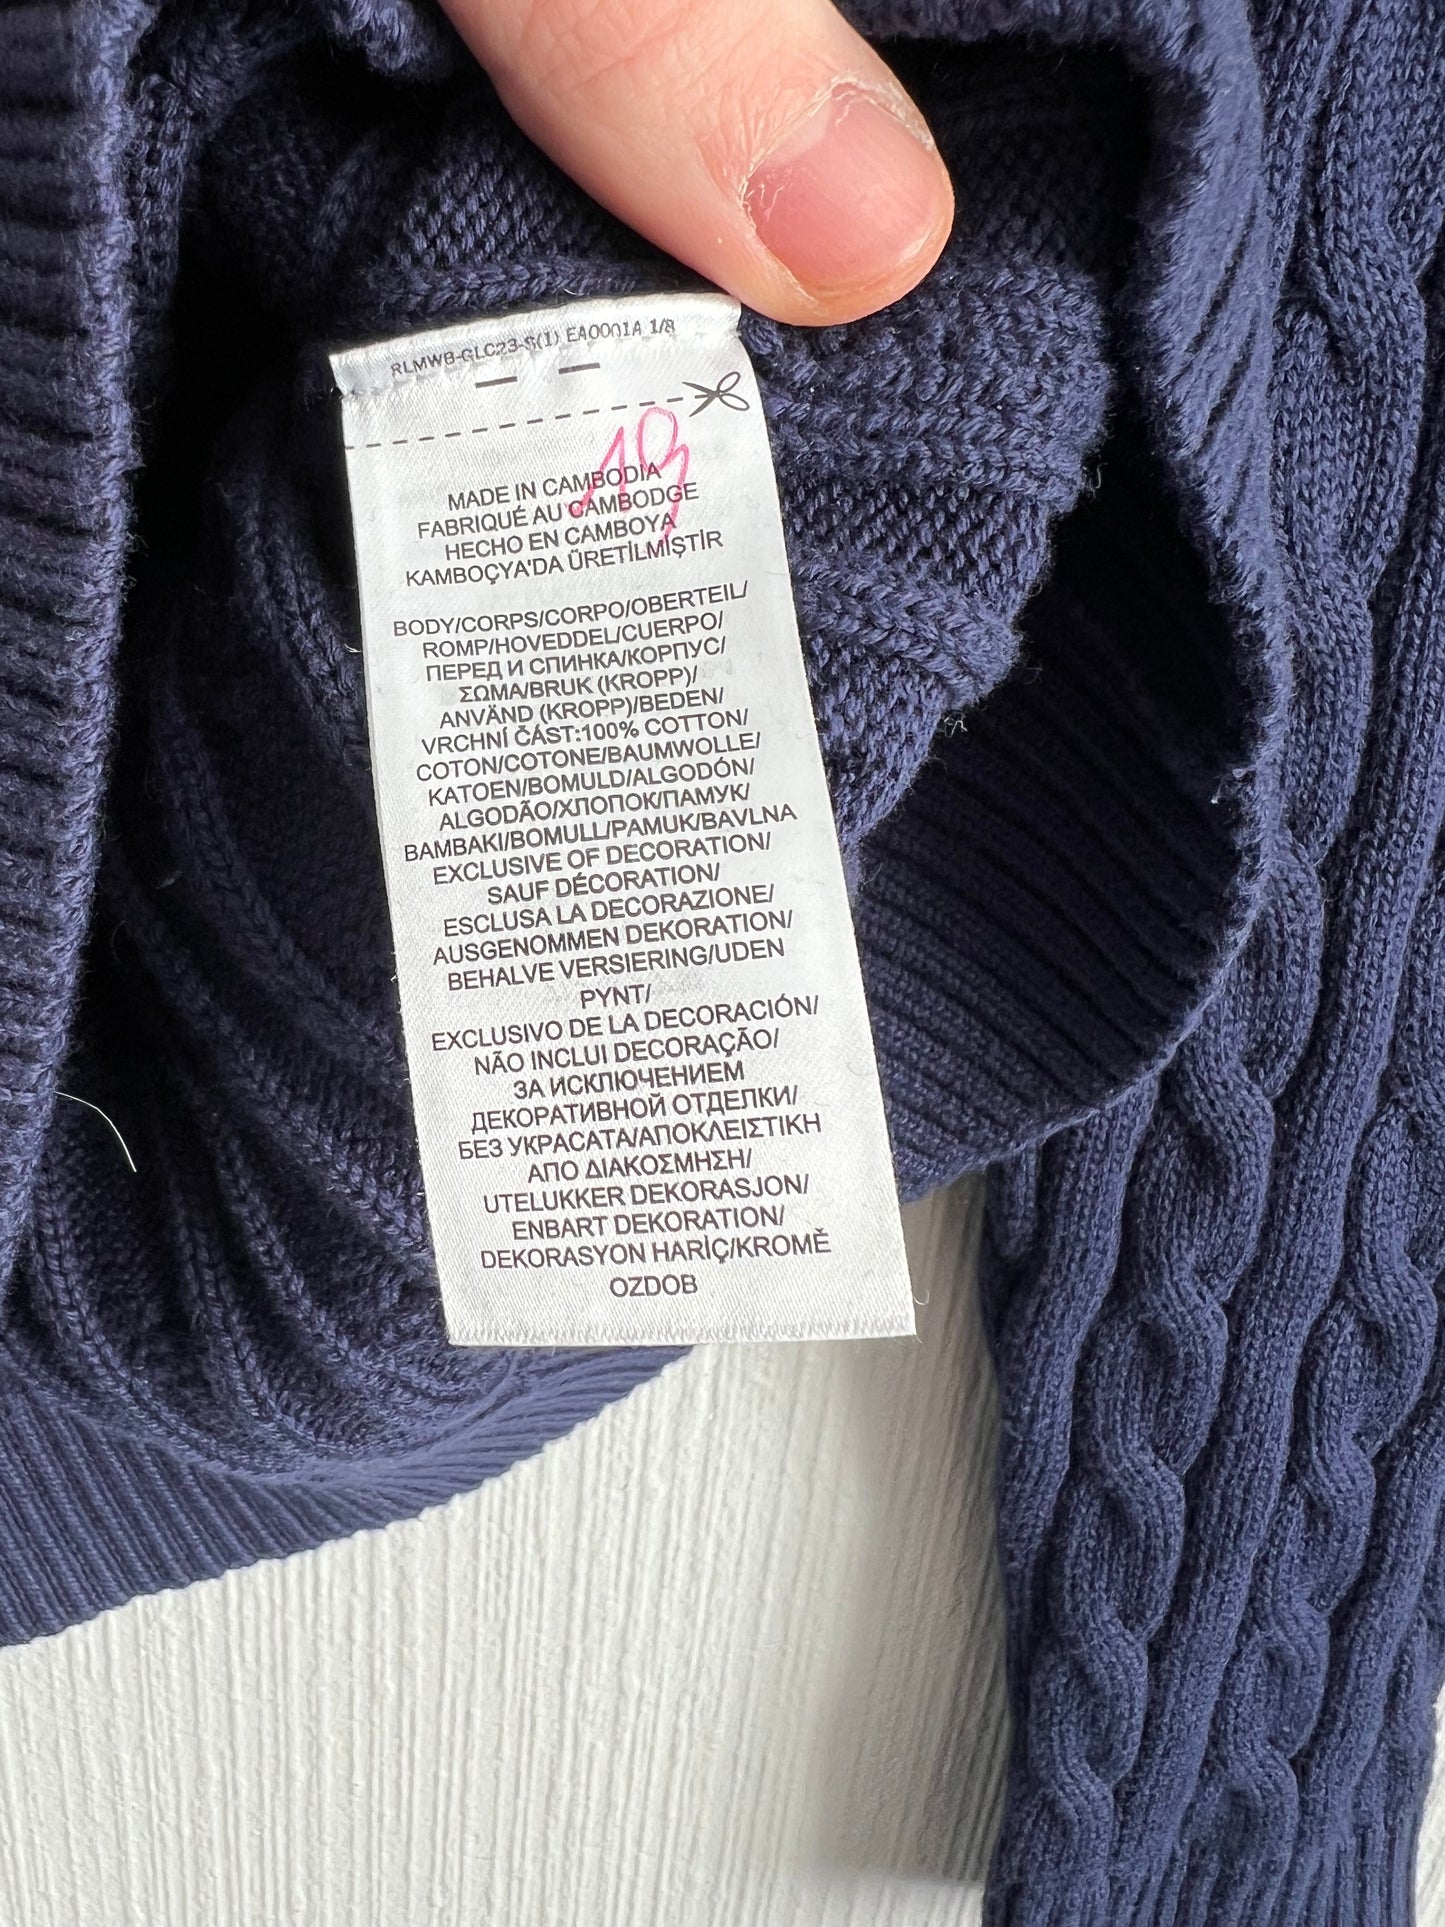 RLMWB-GLC23-S(1) EA0001A 1/8
19
MADE IN CAMBODIA
FABRIQUÉ AU CAMBODGE
HECHO EN CAMBOYA
KAMBOÇYA'DA ÜRETİLMİŞTİR
BODY/CORPS/CORPO/OBERTEIL/
ROMP/HOVEDDEL/CUERPO/
ПЕРЕД И СПИНКА/КОРПУС/
ΣΩΜΑ/BRUK (KROPP)/
ANVÄND (KROPP)/BEDEN/
VRCHNÍ ČÁST:100% COTTON/
COTON/COTONE/BAUMWOLLE/
KATOEN/BOMULD/ALGODÓN/
ALGODÃO/ХЛОПОК/ПАМУК/
BAMBAKI/BOMULL/PAMUK/BAVLNA
EXCLUSIVE OF DECORATION/
SAUF DÉCORATION/
ESCLUSA LA DECORAZIONE/
AUSGENOMMEN DEKORATION/
BEHALVE VERSIERING/UDEN
PYNT/
EXCLUSIVO DE LA DECORACIÓN/
NÃO INCLUI DECORAÇÃO/
ЗА ИСКЛЮЧЕНИЕМ
ДЕКОРАТИВНОЙ ОТДЕЛКИ/
БЕЗ УКРАСАТА/ΑΠΟΚΛΕΙΣΤΙΚΗ
ΑΠΟ ΔΙΑΚΟΣΜΗΣΗ/
UTELUKKER DEKORASJON/
ENBART DEKORATION/
DEKORASYON HARİÇ/KROMĚ
OZDOB